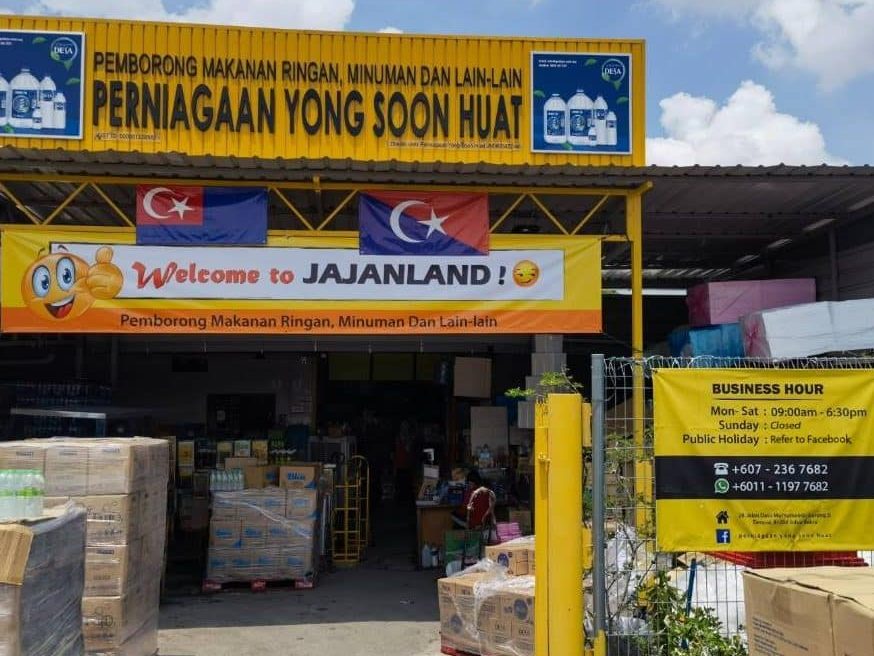 DESA
PEMBORONG MAKANAN RINGAN, MINUMAN DAN LAIN-LAIN
PERNIAGAAN YONG SOON HUAT
DESA
Welcome to JAJANLAND !
Pemborong Makanan Ringan, Minuman Dan Lain-lain
BUSINESS HOUR
Mon- Sat : 09:00am - 6:30pm
Sunday : Closed
Public Holiday : Refer to Facebook
+607 - 236 7682
+6011 - 1197 7682
perniagaan yong soon huat